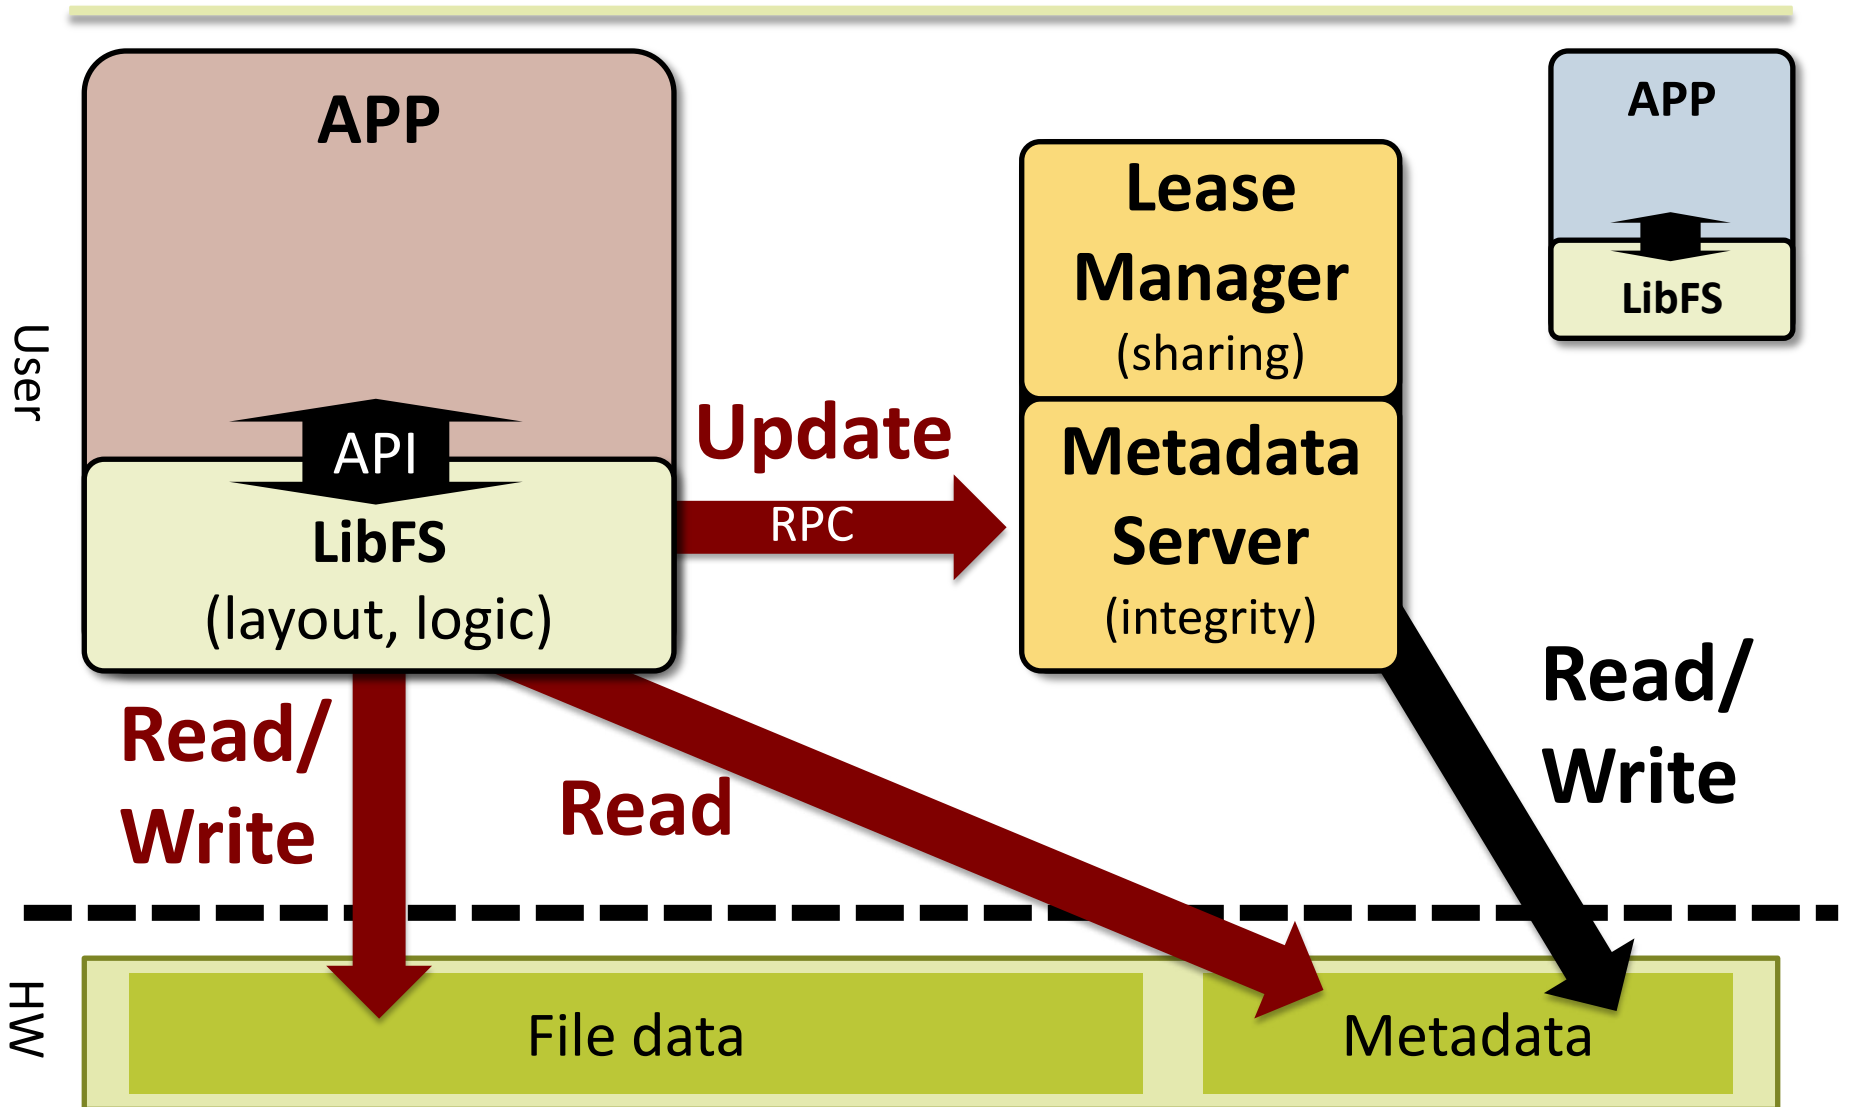 APP
API
LibFS
(layout, logic)
User
Update
RPC
Lease
Manager
(sharing)
Metadata
Server
(integrity)
APP
LibFS
Read/
Write
Read
Read/
Write
HW
File data
Metadata